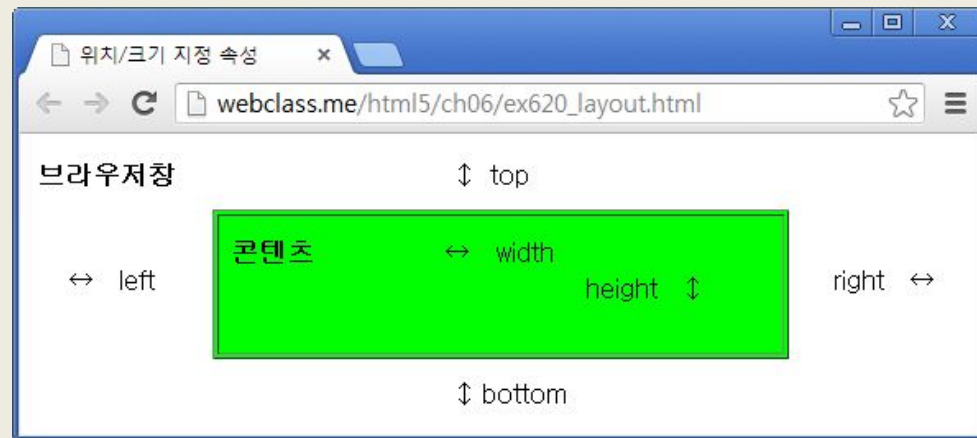 위치/크기 지정 속성
webclass.me/html5/ch06/ex620_layout.html
브라우저창 ↕ top
콘텐츠 ↔ width
height ↕
↔ left
right ↔
↕ bottom